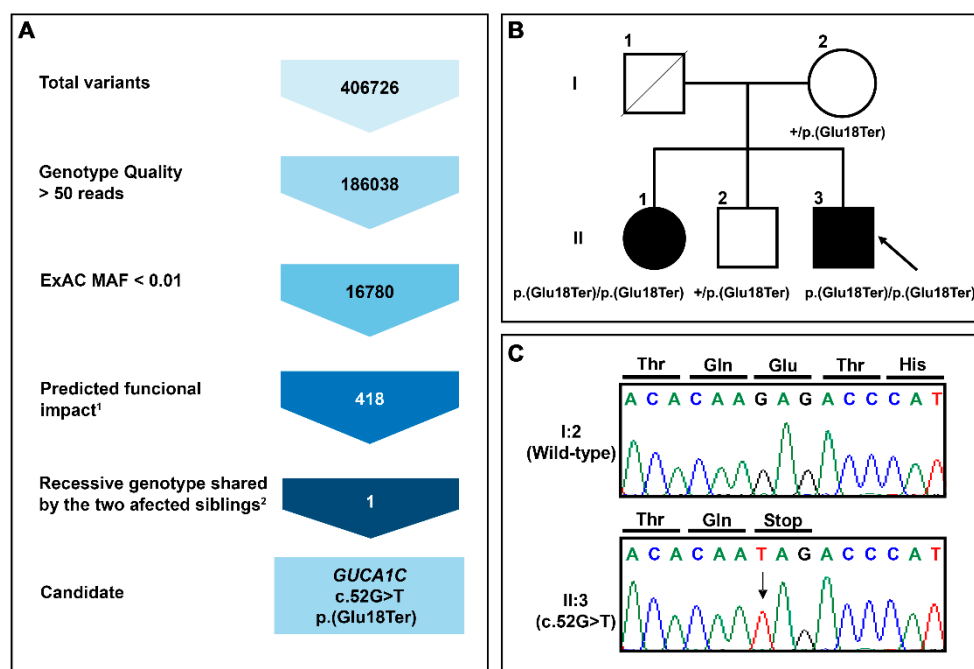 A
Total variants
406726
Genotype Quality
> 50 reads
186038
ExAC MAF < 0.01
16780
Predicted funcional
impact¹
418
Recessive genotype shared
by the two afected siblings²
1
Candidate
GUCA1C
c.52G>T
p.(Glu18Ter)
B
I
1
2
+/p.(Glu18Ter)
II
1
2
3
p.(Glu18Ter)/p.(Glu18Ter)
+/p.(Glu18Ter)
p.(Glu18Ter)/p.(Glu18Ter)
C
Thr Gln Glu Thr His
A C A C A A G A G A C C C A T
I:2
(Wild-type)
Thr Gln Stop
A C A C A A T A G A C C C A T
II:3
(c.52G>T)